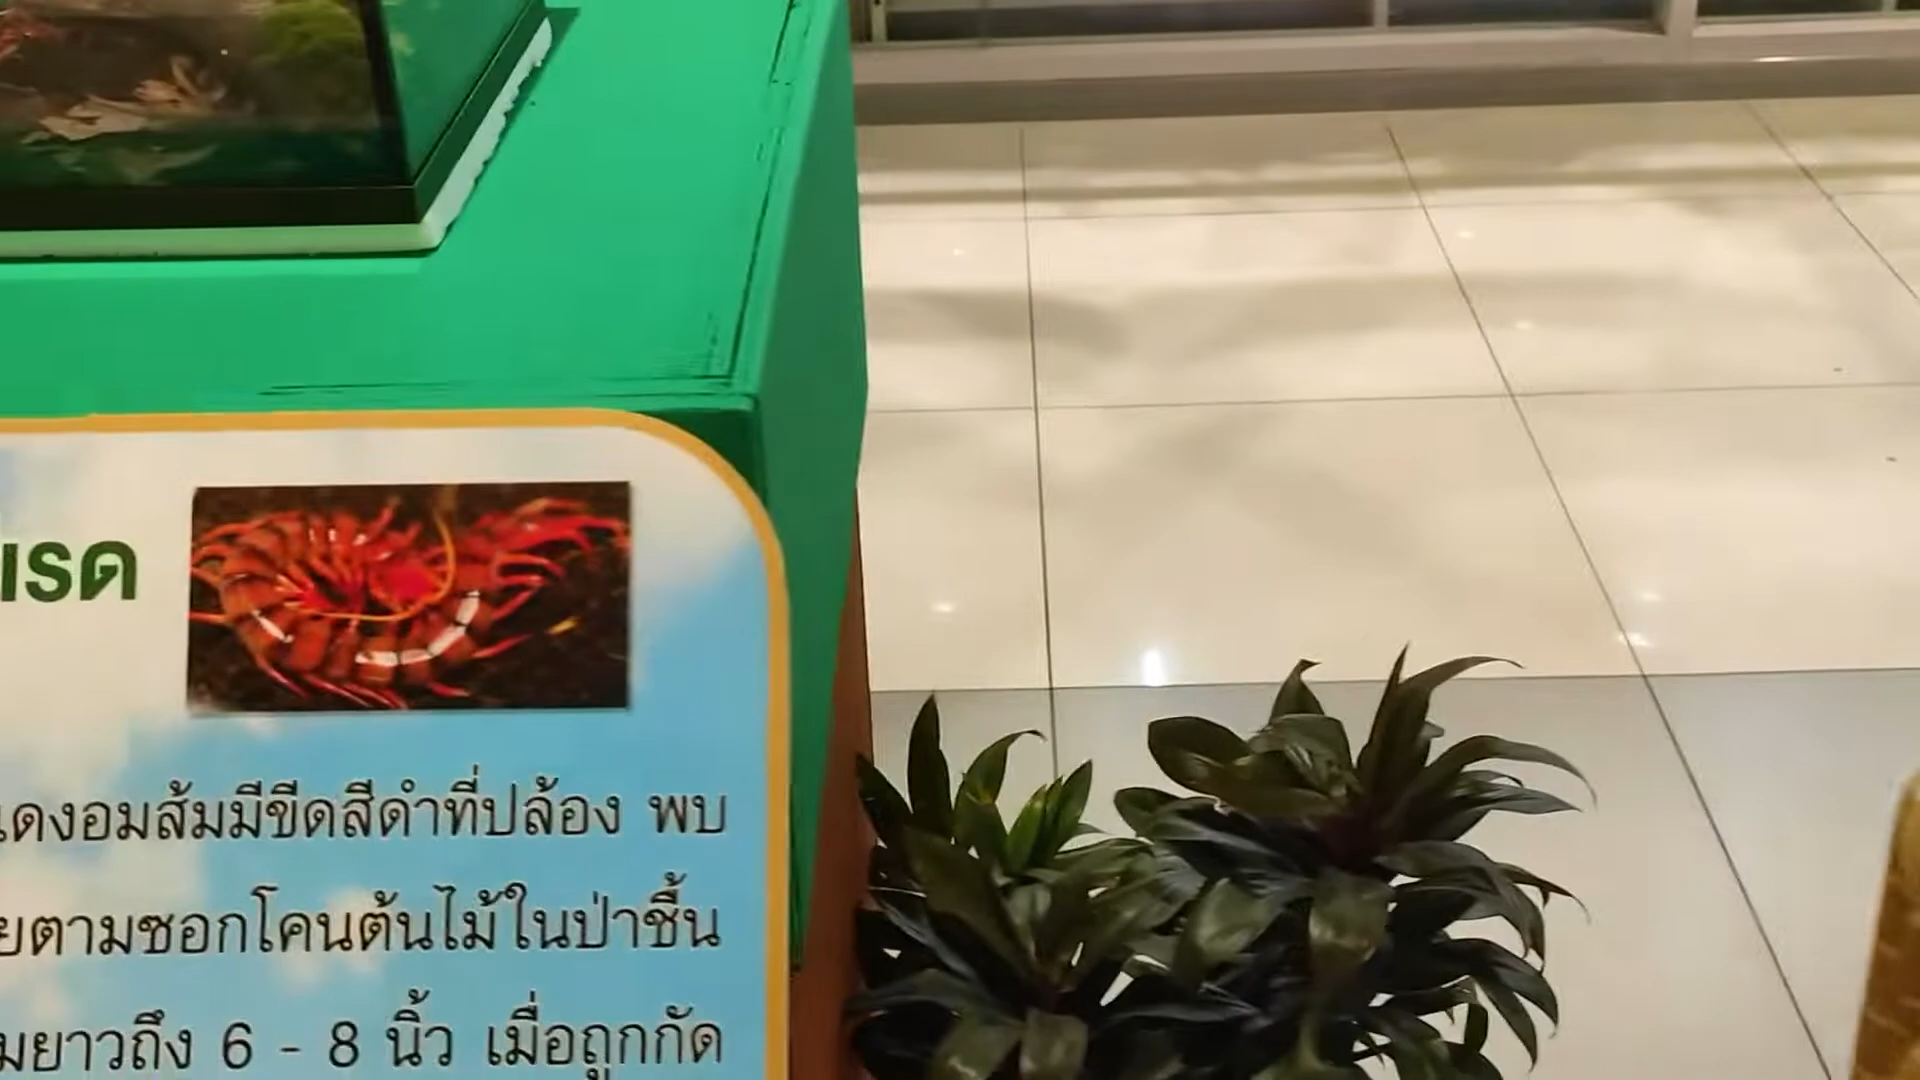 เรด
แดงอมส้มมีขีดสีดำที่ปล้อง พบ
ยตามซอกโคนต้นไม้ในป่าชื้น
มยาวถึง 6 - 8 นิ้ว เมื่อถูกกัด